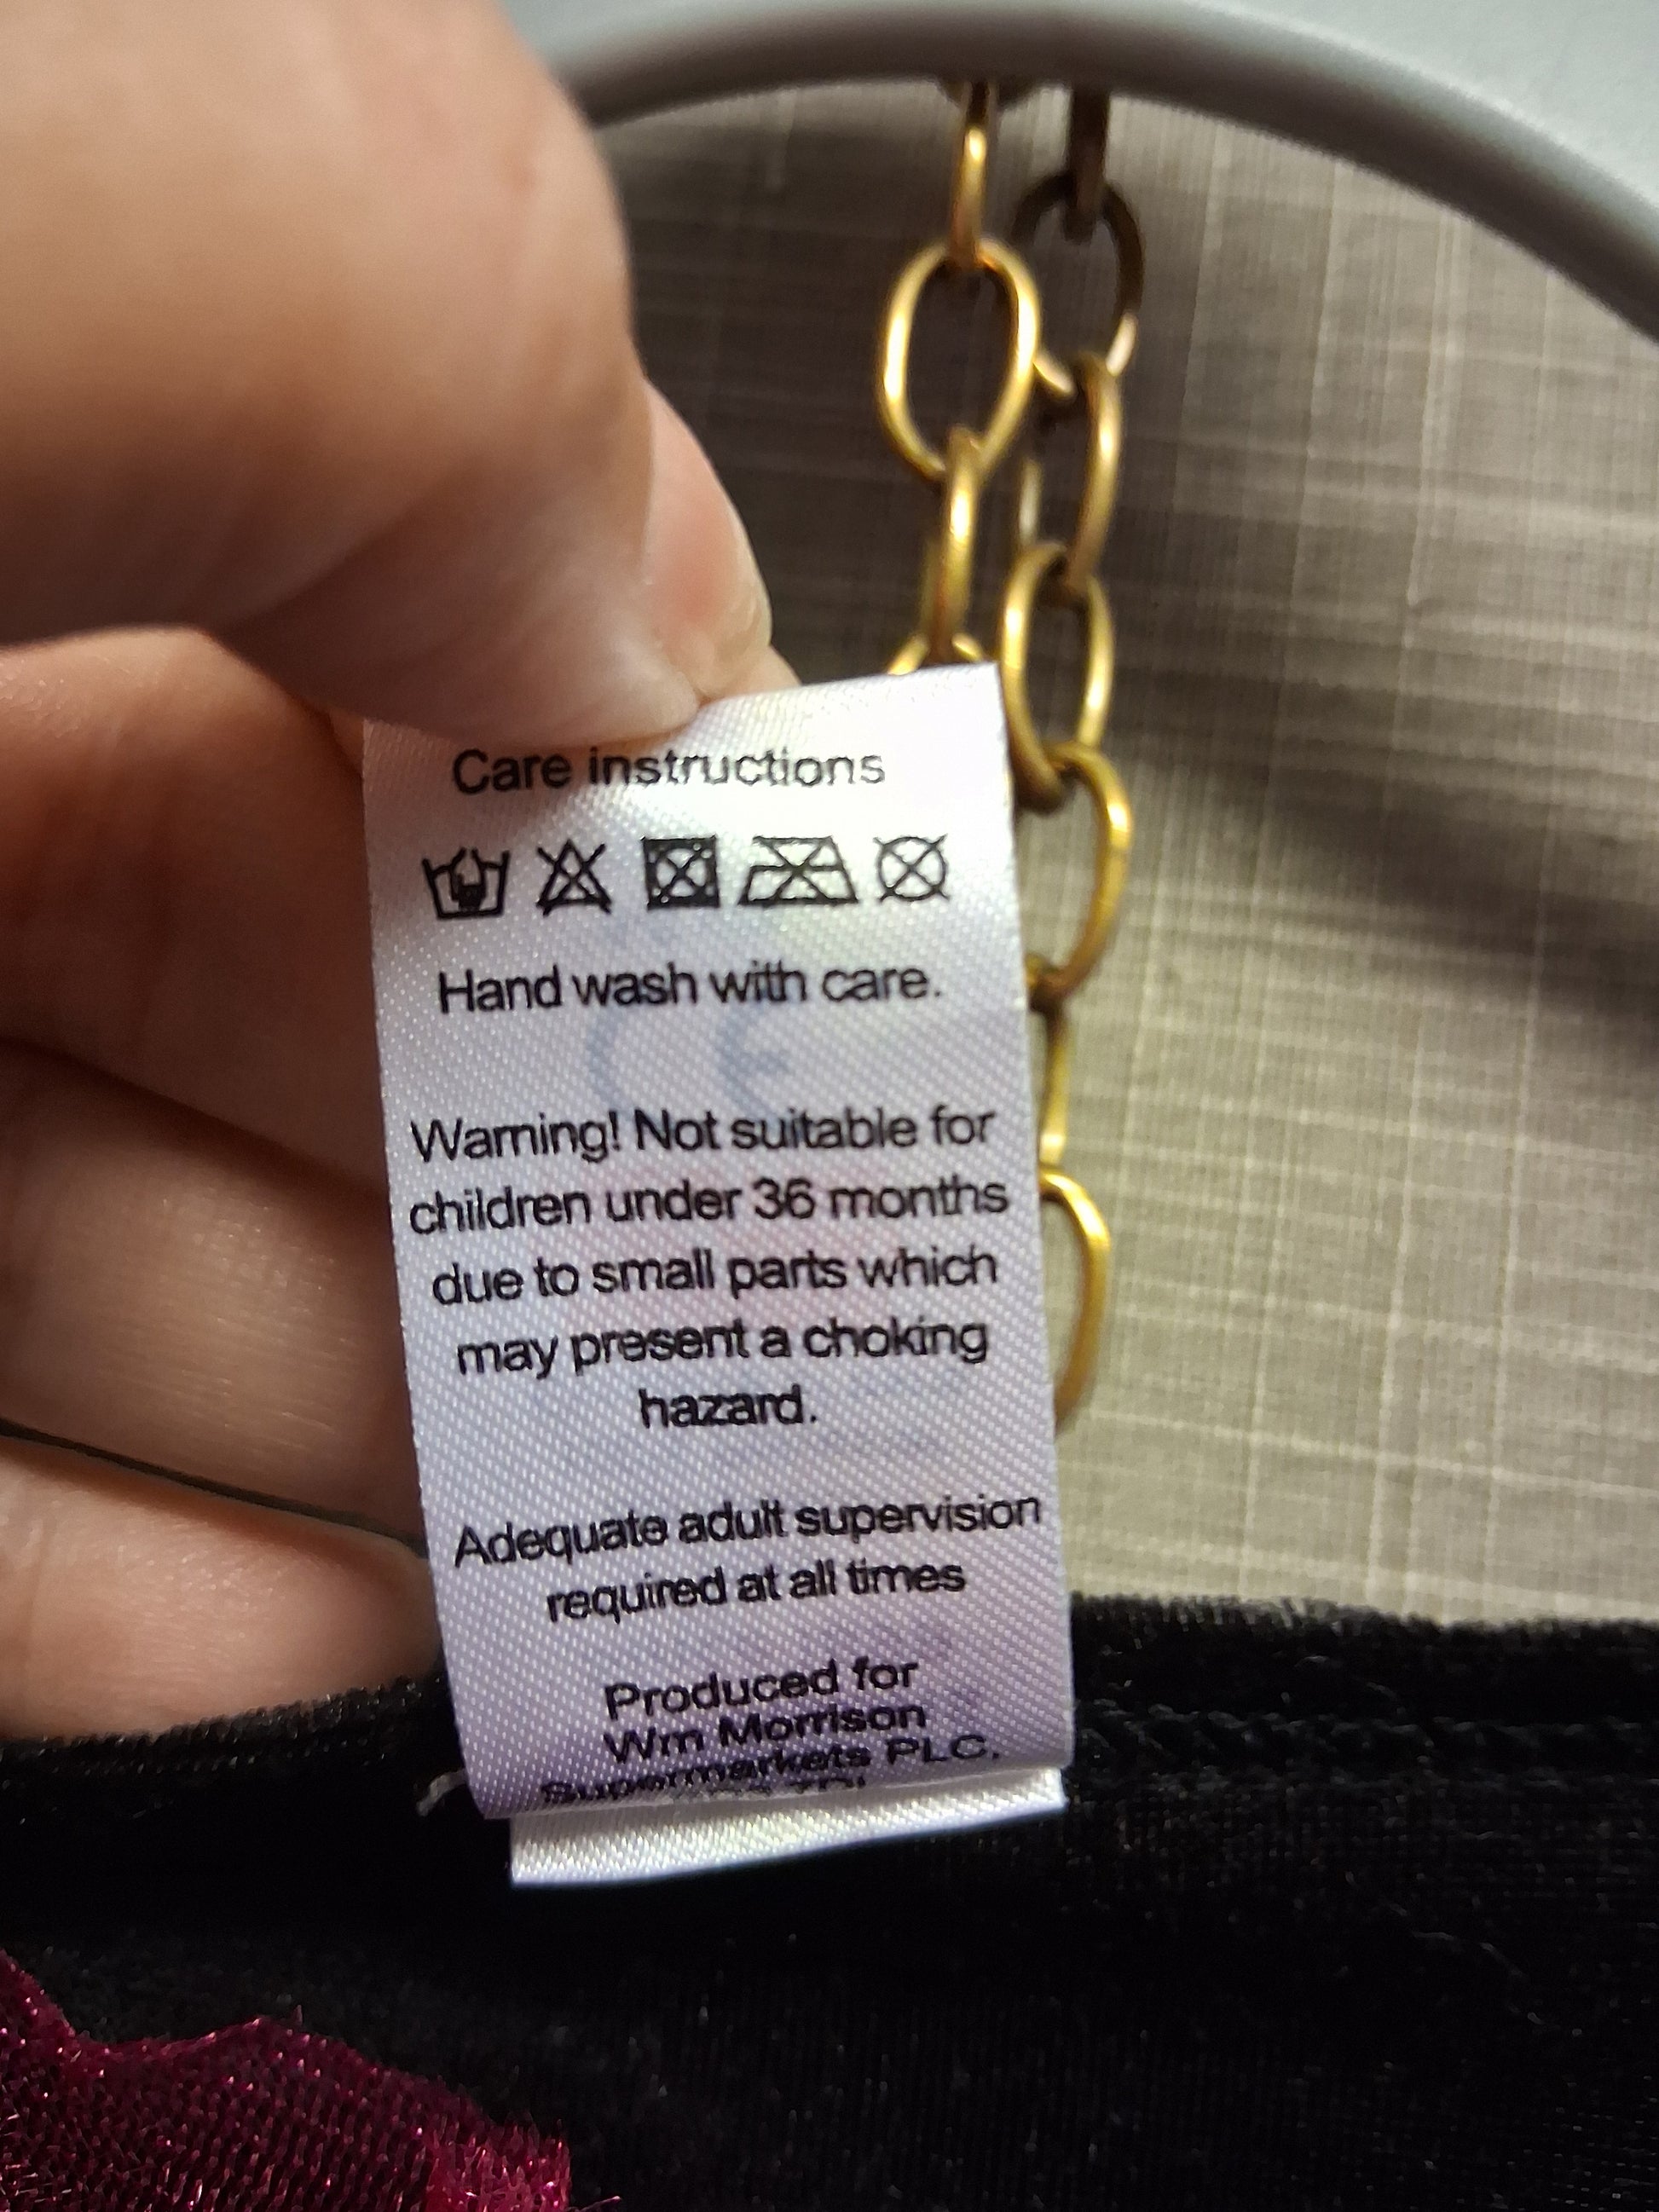 Care instructions
Hand wash with care.
CE
Warning! Not suitable for
children under 36 months
due to small parts which
may present a choking
hazard.
Adequate adult supervision
required at all times
Produced for
Wm Morrison
Supermarkets PLC.